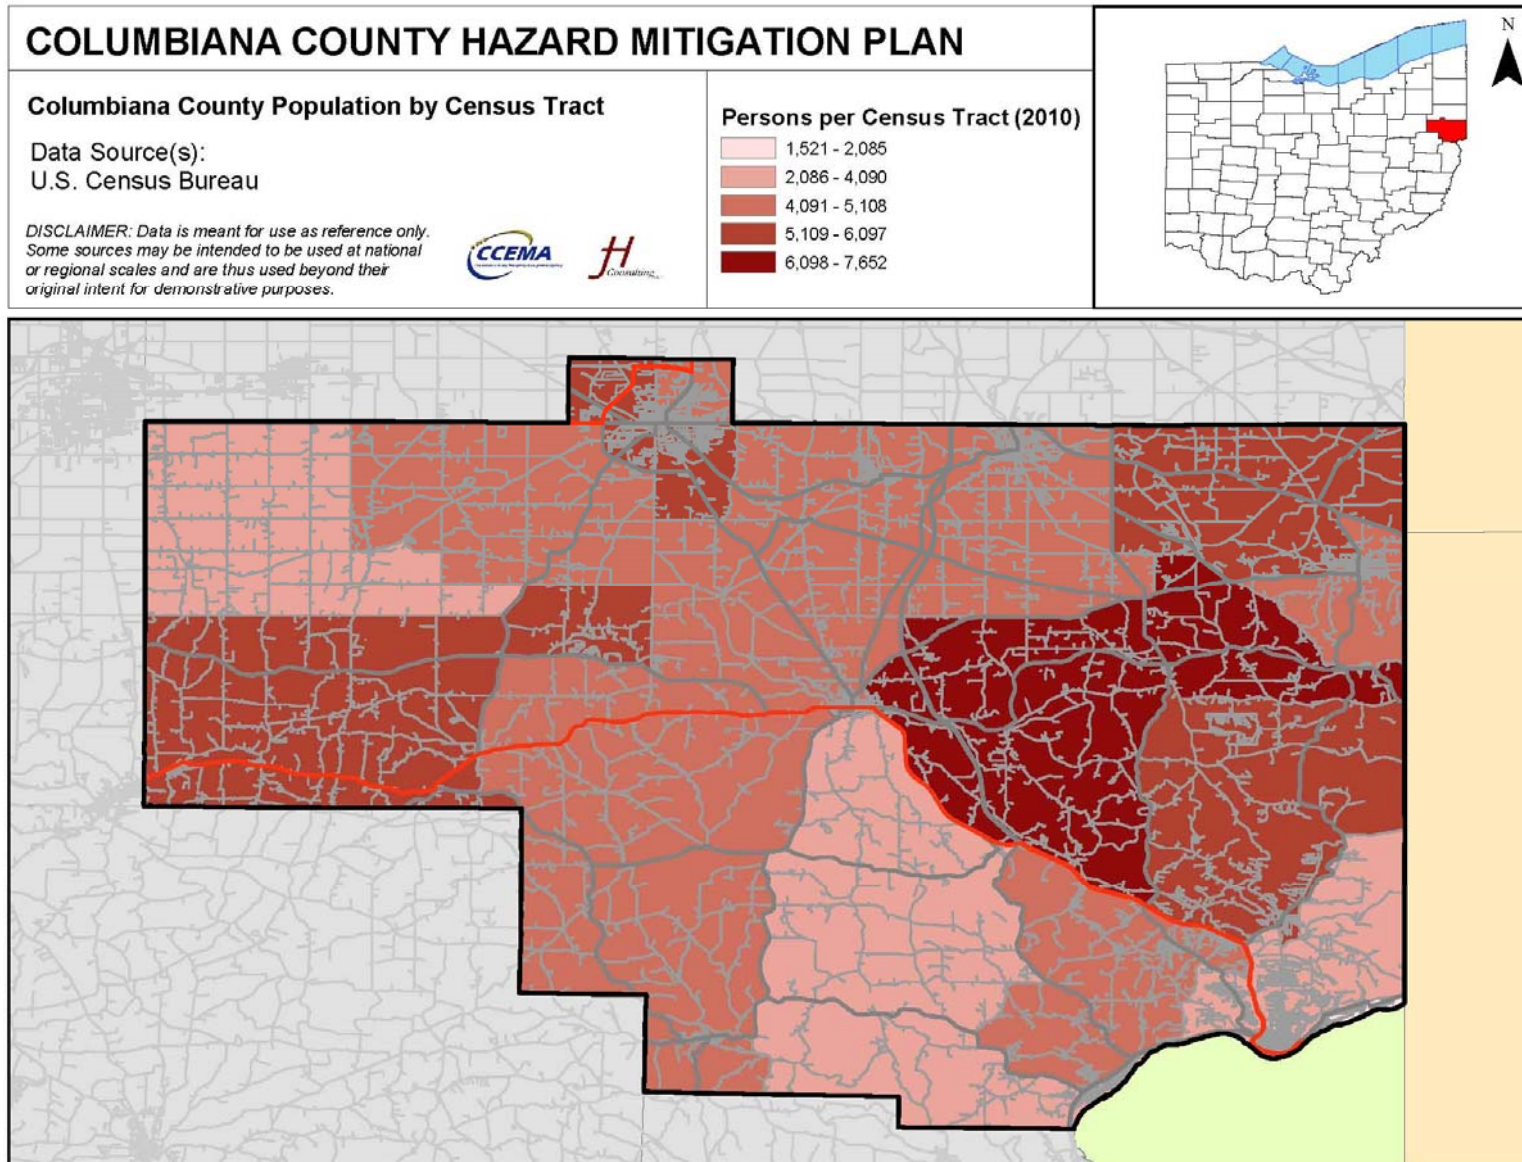 COLUMBIANA COUNTY HAZARD MITIGATION PLAN
Columbiana County Population by Census Tract
Data Source(s):
U.S. Census Bureau
DISCLAIMER: Data is meant for use as reference only.
Some sources may be intended to be used at national
or regional scales and are thus used beyond their
original intent for demonstrative purposes.
CCEMA
JH
Consulting
Persons per Census Tract (2010)
1,521 - 2,085
2,086 - 4,090
4,091 - 5,108
5,109 - 6,097
6,098 - 7,652
N